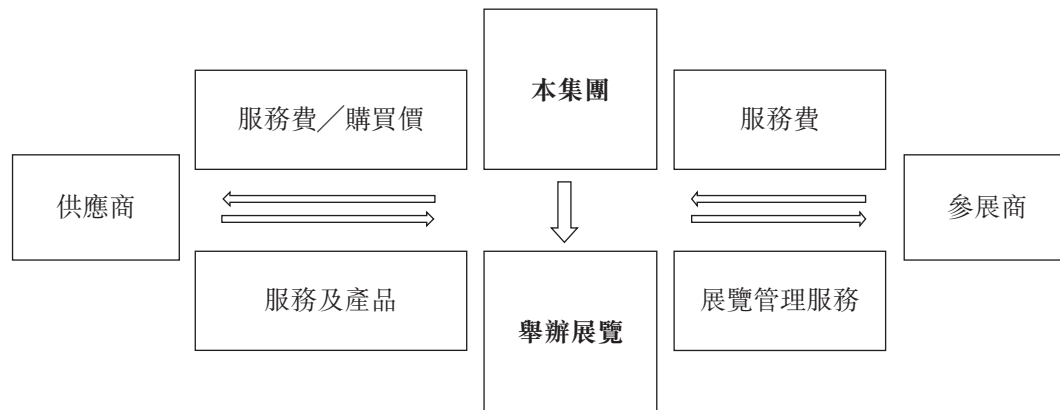 本集團
服務費／購買價
服務費
供應商
參展商
服務及產品
展覽管理服務
舉辦展覽